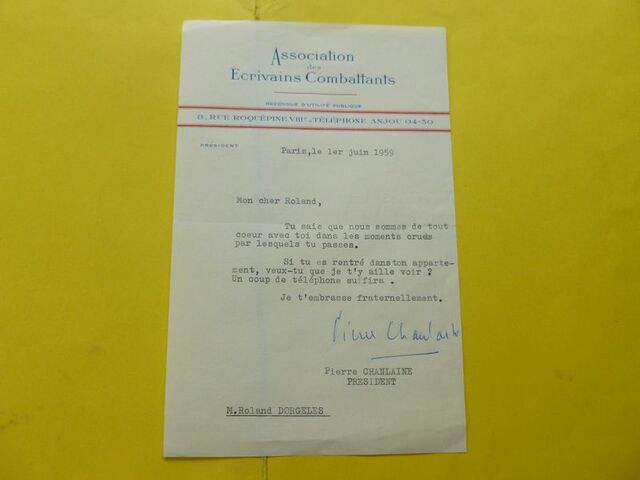 Association
des
Ecrivains Combattants
RECONNUE D'UTILITÉ PUBLIQUE
8, RUE ROQUÉPINE, VIIIe - TÉLÉPHONE ANJOU 04-30
PRÉSIDENT
Paris,le 1er juin 1959
Mon cher Roland,
Tu sais que nous sommes de tout
coeur avec toi dans les moments cruels
par lesquels tu passes.
Si tu es rentré danston apparte-
ment, veux-tu que je t'y aille voir ?
Un coup de téléphone suffira .
Je t'embrasse fraternellement.
Pierre Chanlaine
Pierre CHANLAINE
PRESIDENT
M.Roland DORGELES